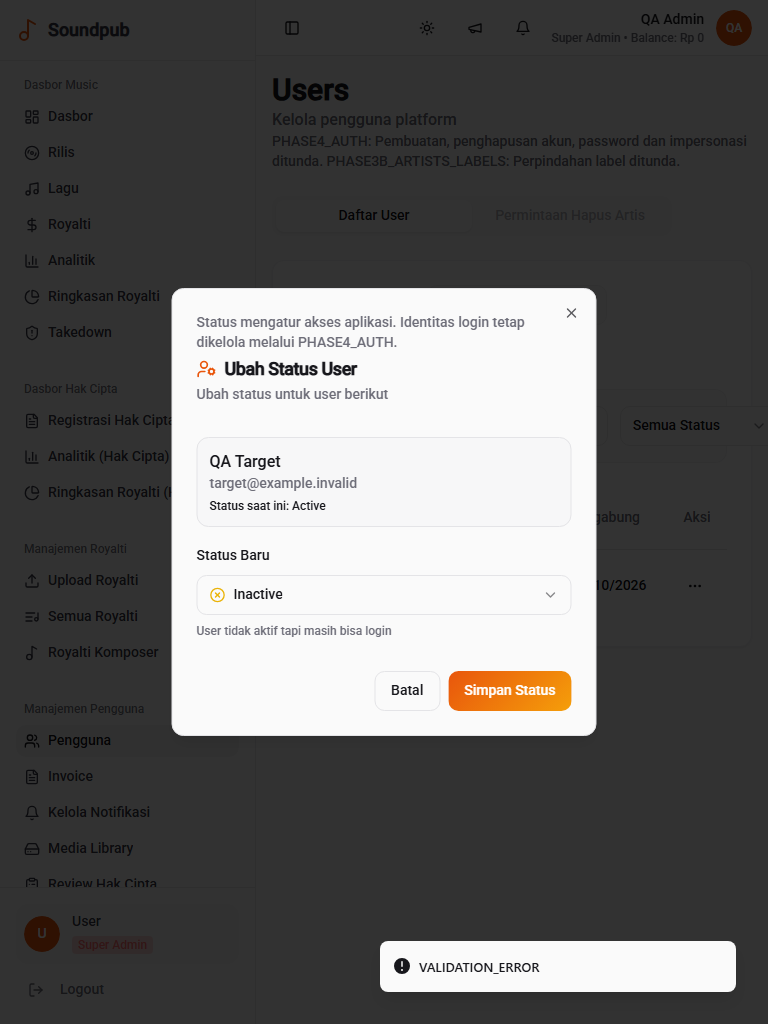 Soundpub
QA Admin
Super Admin • Balance: Rp 0
QA
Dasbor Music
Dasbor
Rilis
Lagu
Royalti
Analitik
Ringkasan Royalti
Takedown
Dasbor Hak Cipta
Registrasi Hak Cipta
Analitik (Hak Cipta)
Ringkasan Royalti (
Manajemen Royalti
Upload Royalti
Semua Royalti
Royalti Komposer
Manajemen Pengguna
Pengguna
Invoice
Kelola Notifikasi
Media Library
Review Hak Cipta
U
User
Super Admin
Logout
Users
Kelola pengguna platform
PHASE4_AUTH: Pembuatan, penghapusan akun, password dan impersonasi
ditunda. PHASE3B_ARTISTS_LABELS: Perpindahan label ditunda.
Daftar User
Permintaan Hapus Artis
Semua Status
gabung
Aksi
10/2026
Status mengatur akses aplikasi. Identitas login tetap
dikelola melalui PHASE4_AUTH.
Ubah Status User
Ubah status untuk user berikut
QA Target
target@example.invalid
Status saat ini: Active
Status Baru
Inactive
User tidak aktif tapi masih bisa login
Batal
Simpan Status
VALIDATION_ERROR